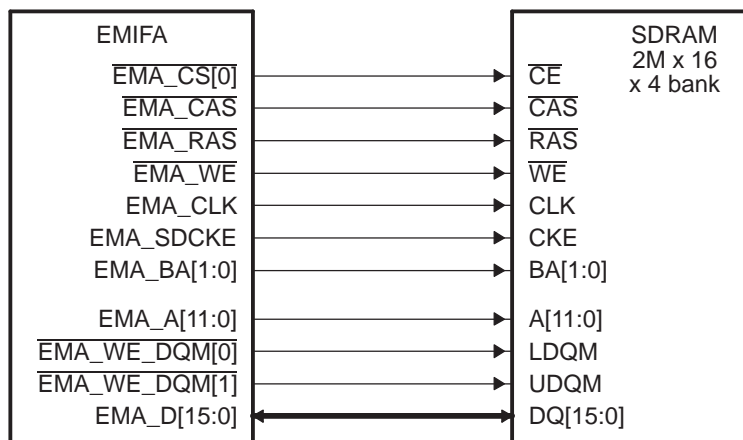 EMIFA
EMA_CS[0]
EMA_CAS
EMA_RAS
EMA_WE
EMA_CLK
EMA_SDCKE
EMA_BA[1:0]
EMA_A[11:0]
EMA_WE_DQM[0]
EMA_WE_DQM[1]
EMA_D[15:0]
SDRAM
2M x 16
x 4 bank
CE
CAS
RAS
WE
CLK
CKE
BA[1:0]
A[11:0]
LDQM
UDQM
DQ[15:0]